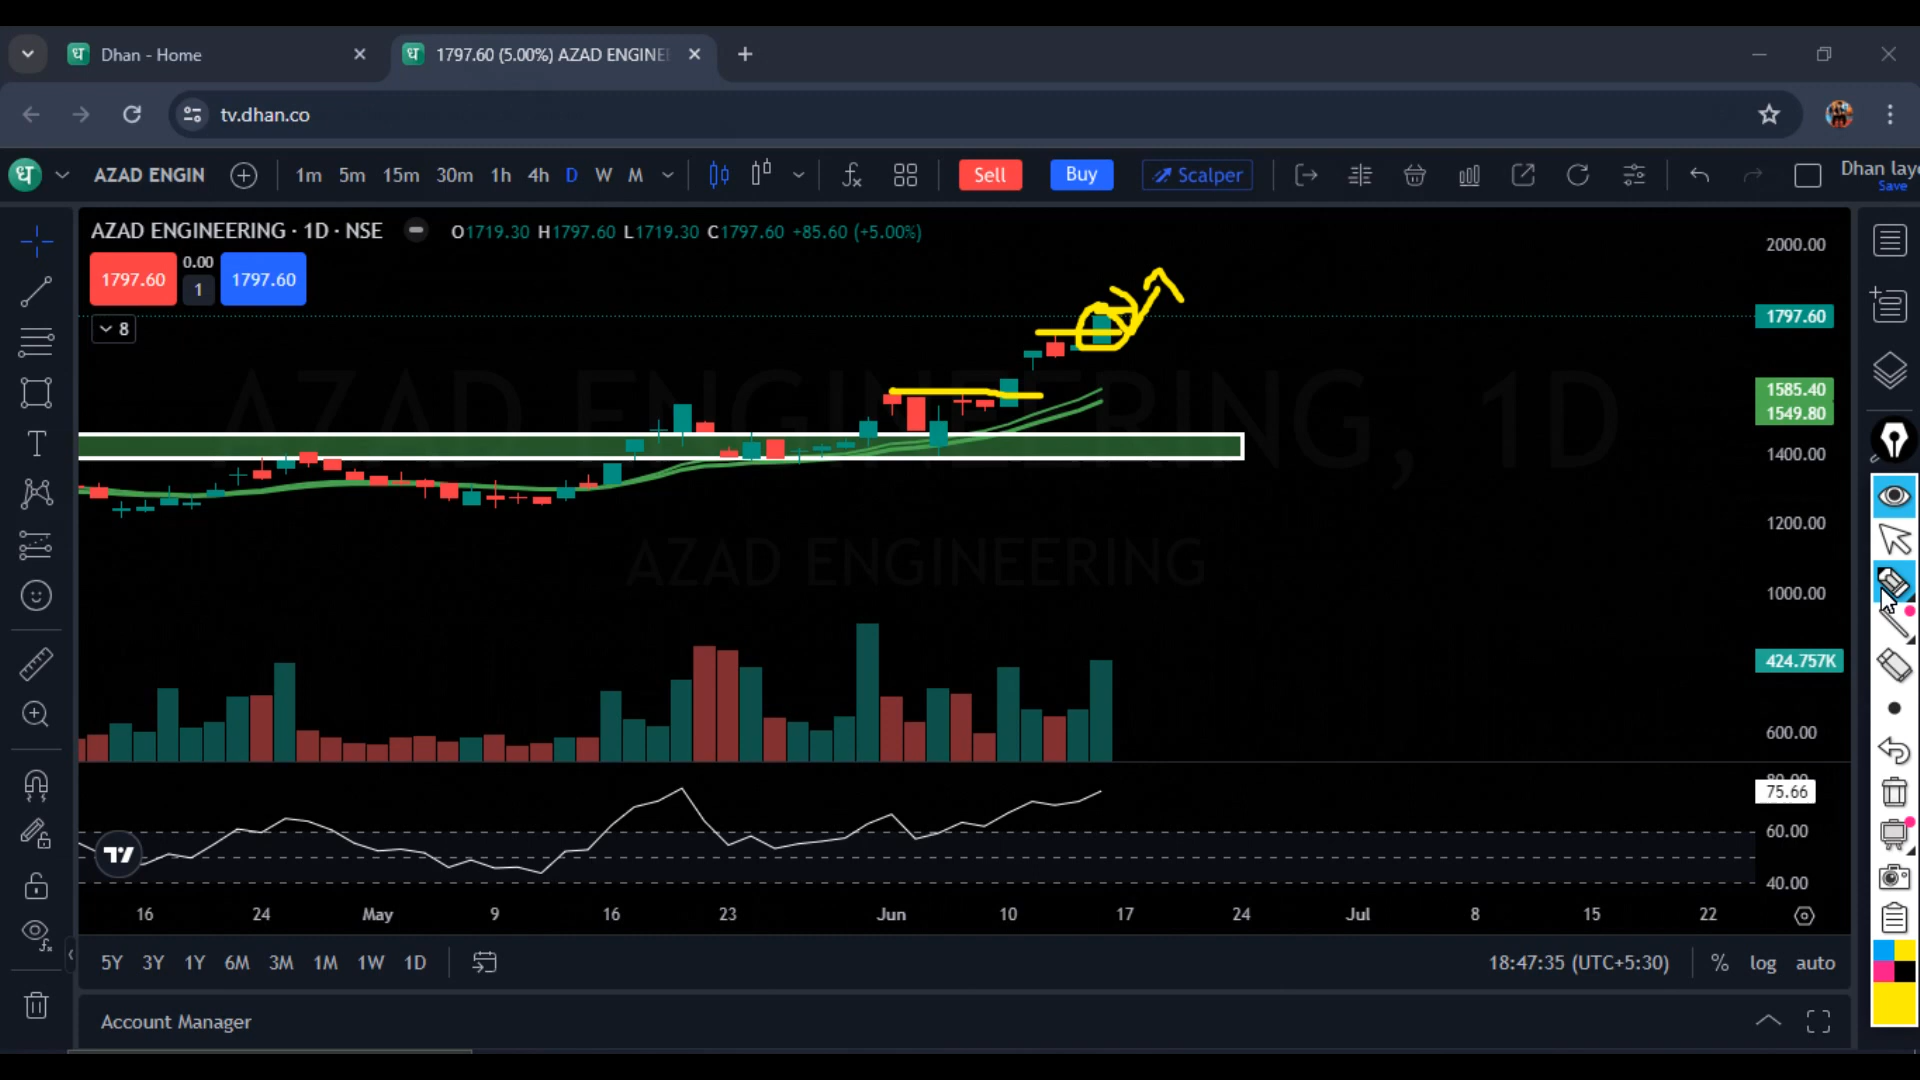 ध Dhan - Home
ध 1797.60 (5.00%) AZAD ENGINEE
tv.dhan.co
ध AZAD ENGIN 1m 5m 15m 30m 1h 4h D W M Sell Buy Scalper Dhan lay
Save
AZAD ENGINEERING · 1D · NSE O1719.30 H1797.60 L1719.30 C1797.60 +85.60 (+5.00%)
1797.60 0.00 1 1797.60
8
2000.00
1797.60
1585.40
1549.80
1400.00
1200.00
1000.00
424.757K
600.00
AZAD ENGINEERING, 1D
AZAD ENGINEERING
80.00
75.66
60.00
40.00
16 24 May 9 16 23 Jun 10 17 24 Jul 8 15 22
5Y 3Y 1Y 6M 3M 1M 1W 1D 18:47:35 (UTC+5:30) % log auto
Account Manager